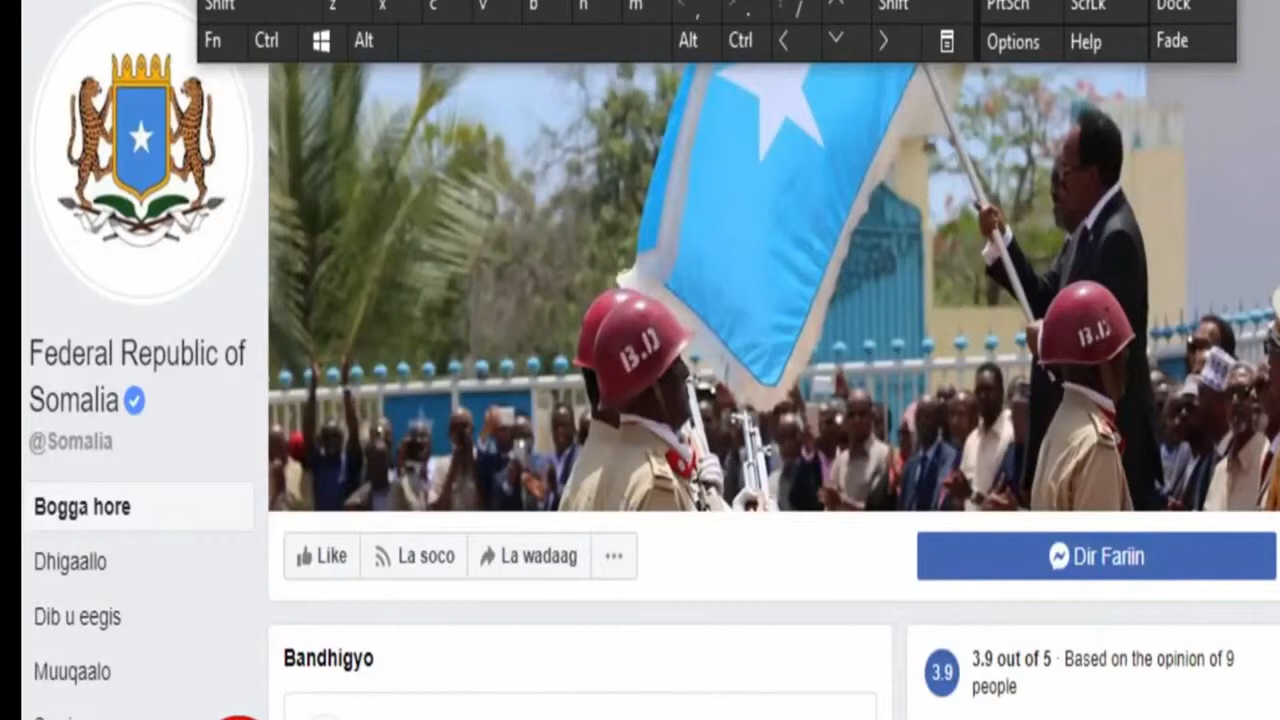 Shift z x c v b n m , . / Shift PrtScn ScrLk Dock
Fn Ctrl Alt Alt Ctrl Options Help Fade
B.D
B.D
Federal Republic of
Somalia
@Somalia
Bogga hore
Dhigaallo
Dib u eegis
Muuqaalo
Like La soco La wadaag ...
Dir Fariin
Bandhigyo
3.9 3.9 out of 5 · Based on the opinion of 9
people